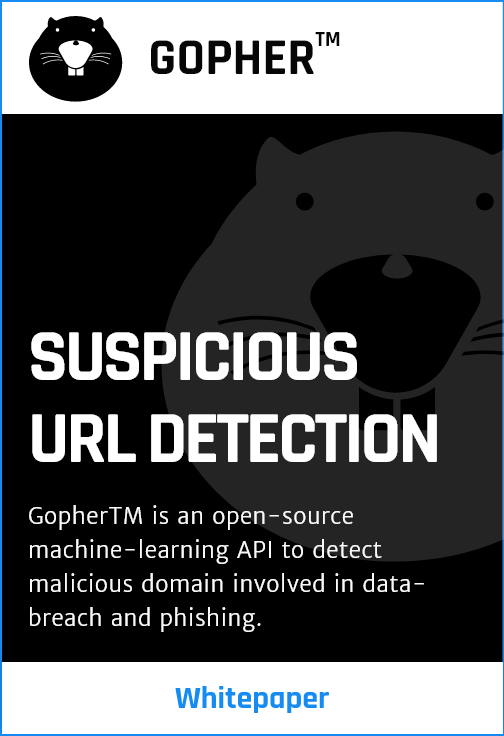 GOPHER™
SUSPICIOUS
URL DETECTION
GopherTM is an open-source
machine-learning API to detect
malicious domain involved in data-
breach and phishing.
Whitepaper